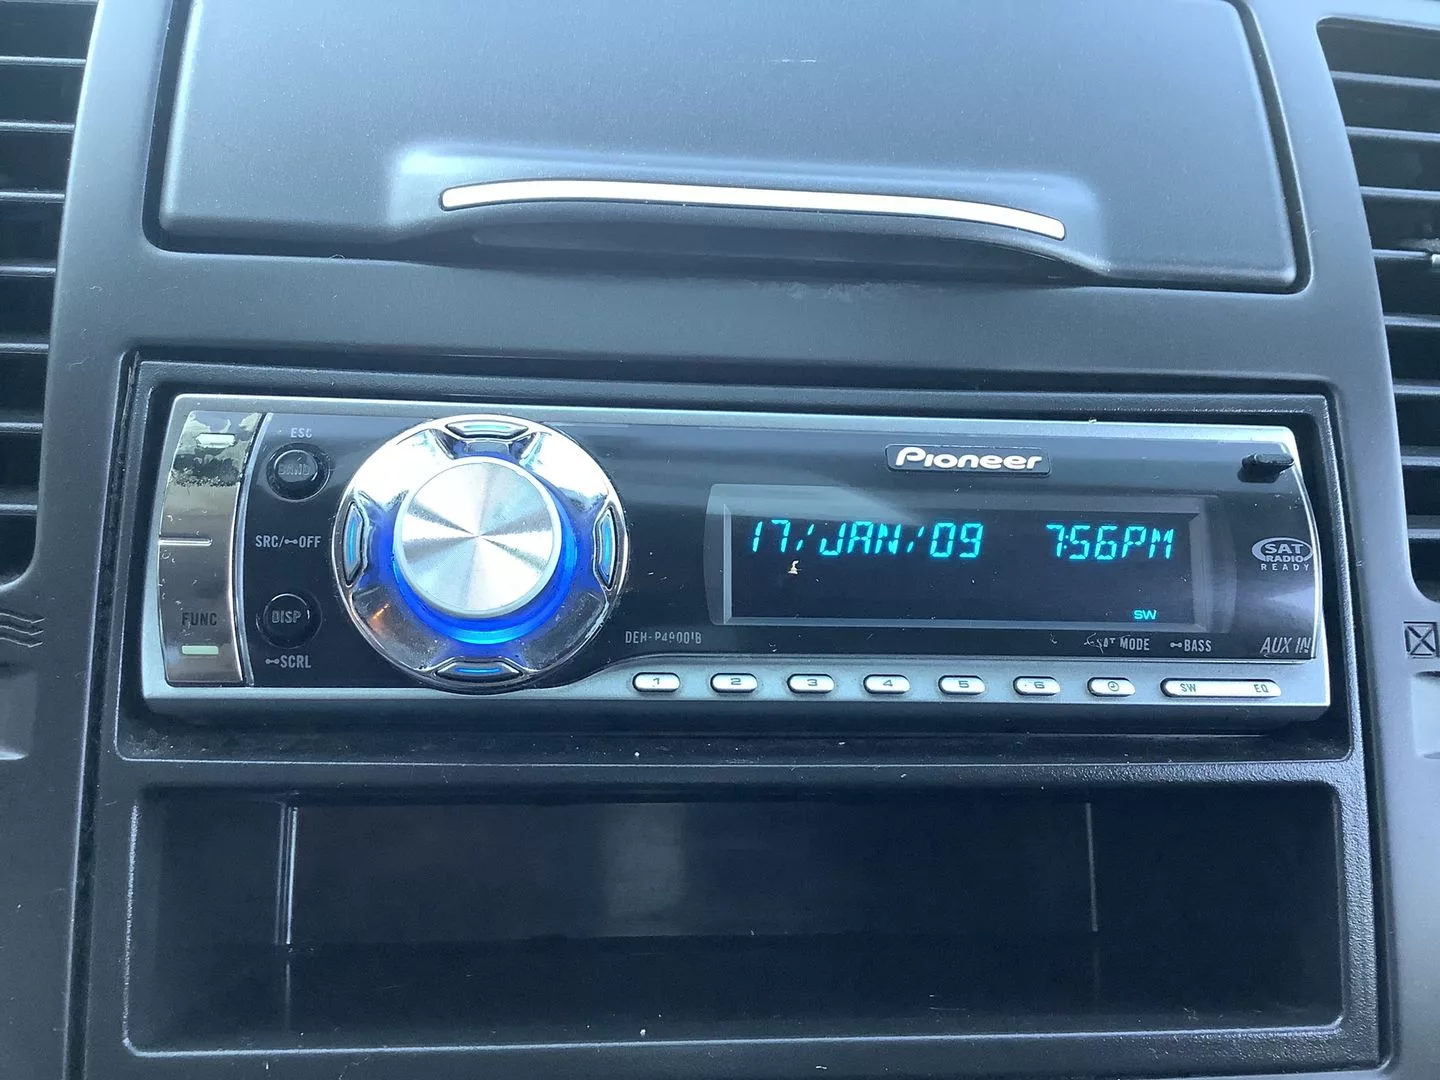 Pioneer
ESC
BAND
SRC/OFF
FUNC
DISP
SCRL
17/JAN/09 7:56PM
SW
SAT
RADIO
READY
MODE
BASS
AUX IN
1 2 3 4 5 6
SW EQ